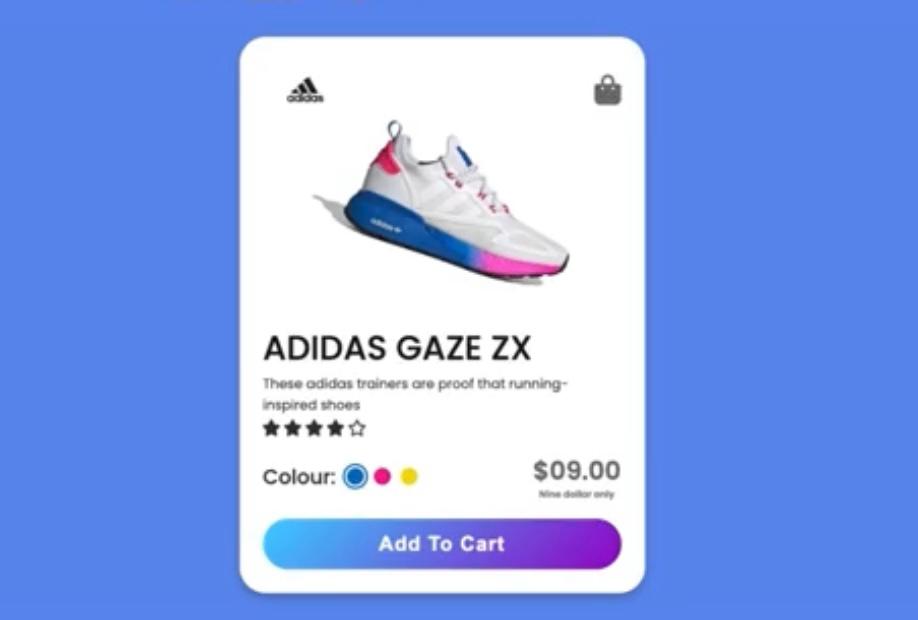 adidas
adidas
ADIDAS GAZE ZX
These adidas trainers are proof that running-
inspired shoes
Colour:
$09.00
Nine dollar only
Add To Cart